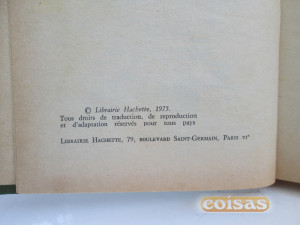 © Librairie Hachette, 1973.
Tous droits de traduction, de reproduction
et d'adaptation réservés pour tous pays
LIBRAIRIE HACHETTE, 79, BOULEVARD SAINT-GERMAIN, PARIS VIᵉ
coisas